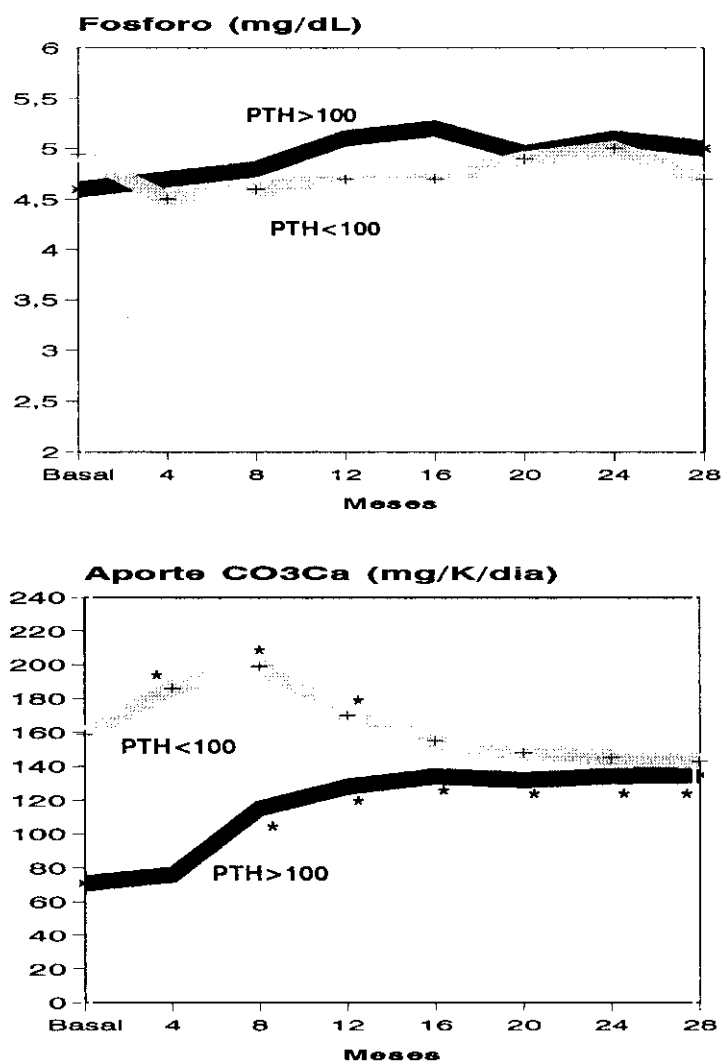 Fosforo (mg/dL)
6
5,5
PTH>100
5
4,5
PTH<100
4
3,5
3
2,5
2
Basal 4 8 12 16 20 24 28
Meses
Aporte CO3Ca (mg/K/dia)
240
220
200
180
160
PTH<100
140
120
100
80
PTH>100
60
40
20
0
Basal 4 8 12 16 20 24 28
Meses